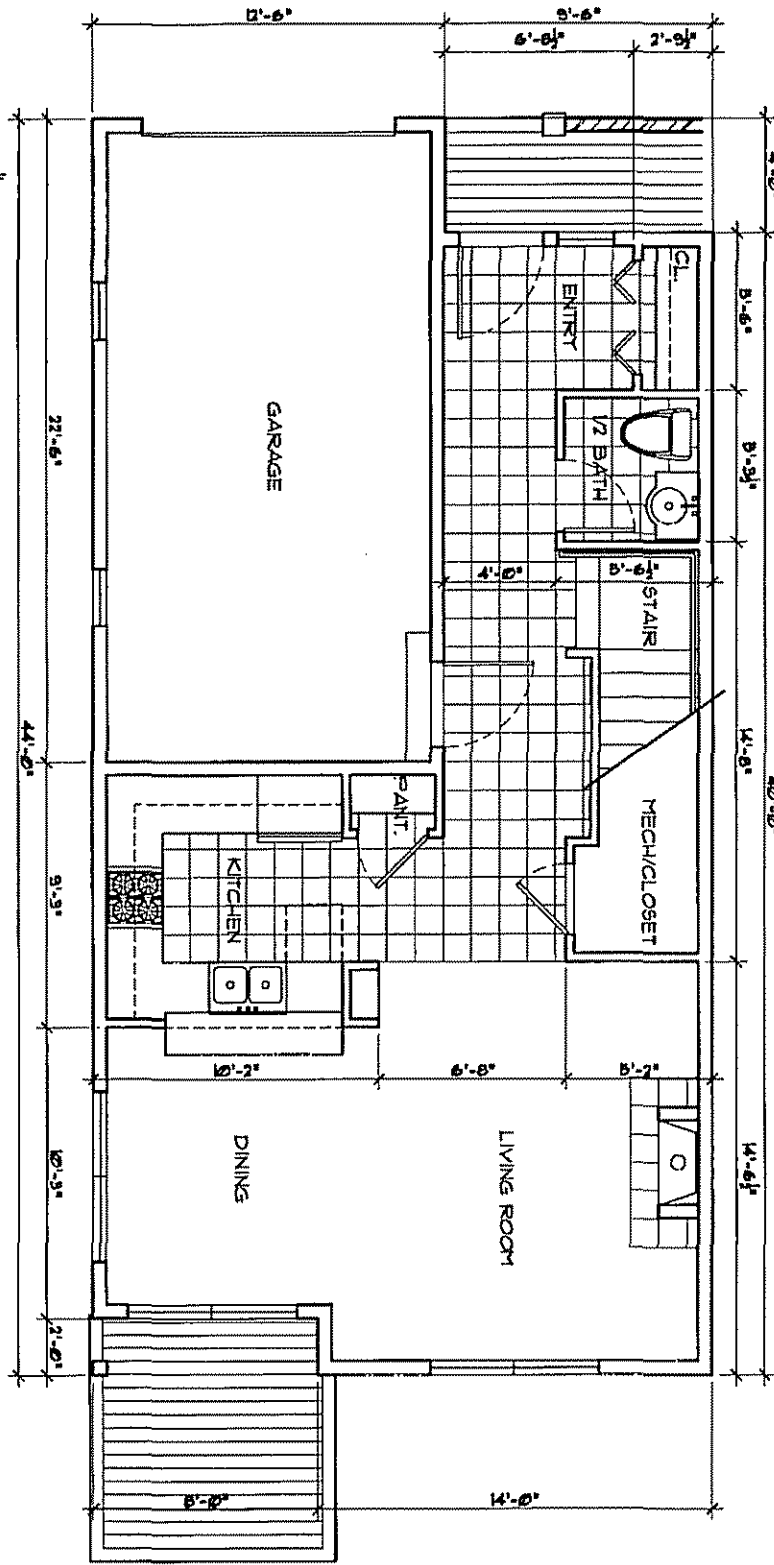 12'-6"
9'-6"
6'-8½"
2'-9½"
CL.
ENTRY
5'-6"
1/2 BATH
5'-3½"
GARAGE
22'-6"
4'-0"
5'-6½"
STAIR
14'-8"
44'-0"
PANT.
MECH/CLOSET
KITCHEN
9'-3"
10'-2"
6'-8"
5'-2"
DINING
LIVING ROOM
14'-6½"
10'-3"
2'-0"
8'-0"
14'-0"